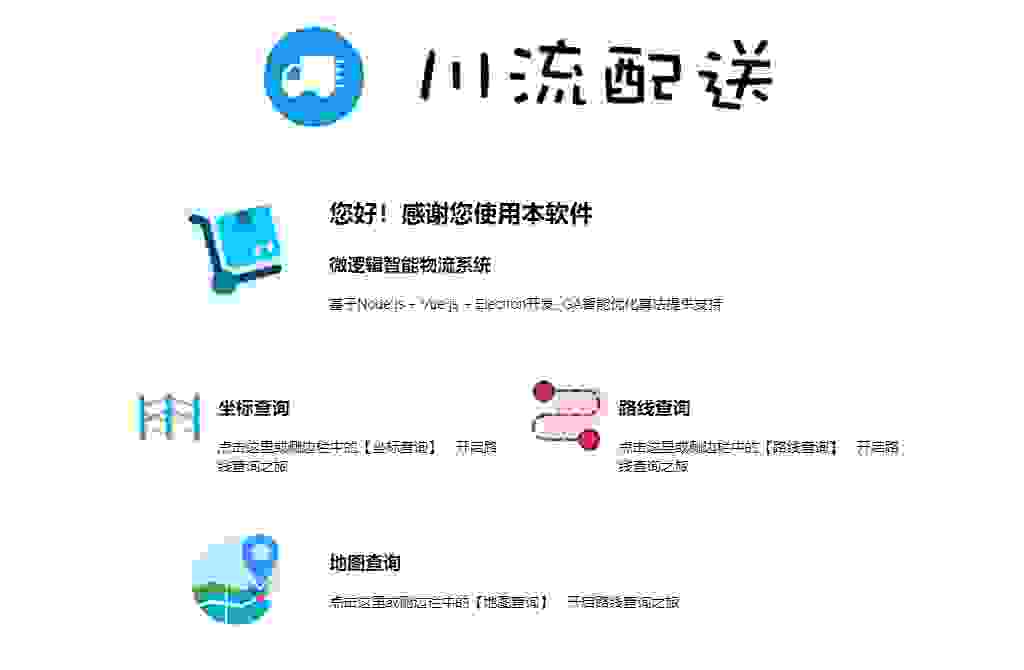 川流配送
您好！感谢您使用本软件
微逻辑智能物流系统
基于Node.js + Vue.js + Electron开发，GA智能优化算法提供支持
坐标查询
点击这里或侧边栏中的【坐标查询】 开启路
线查询之旅
路线查询
点击这里或侧边栏中的【路线查询】 开启路
线查询之旅
地图查询
点击这里或侧边栏中的【地图查询】 开启路线查询之旅